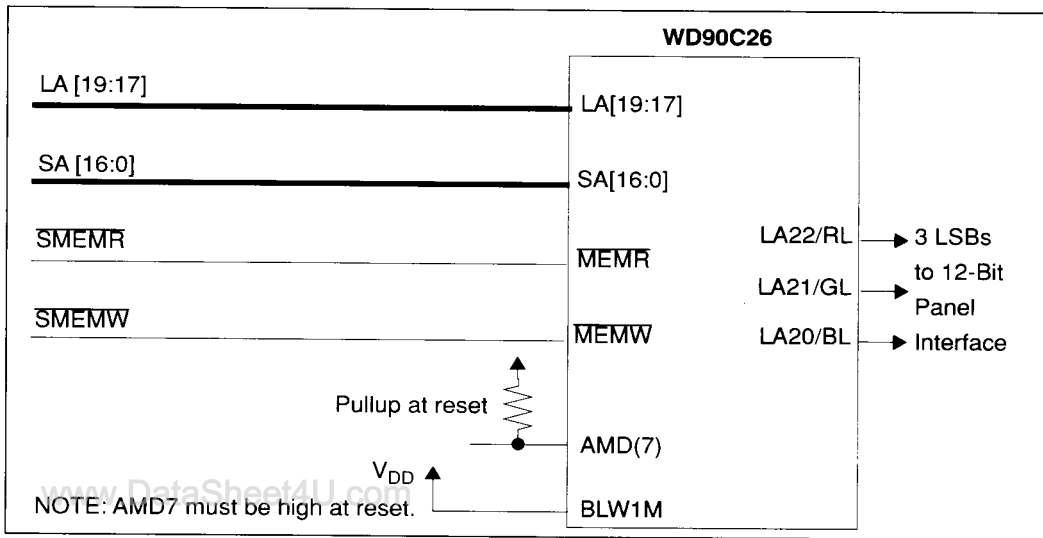 WD90C26
LA [19:17]
LA[19:17]
SA [16:0]
SA[16:0]
SMEMR
MEMR
LA22/RL
3 LSBs
to 12-Bit
LA21/GL
Panel
SMEMW
MEMW
LA20/BL
Interface
Pullup at reset
AMD(7)
VDD
www.DataSheet4U.com
NOTE: AMD7 must be high at reset.
BLW1M